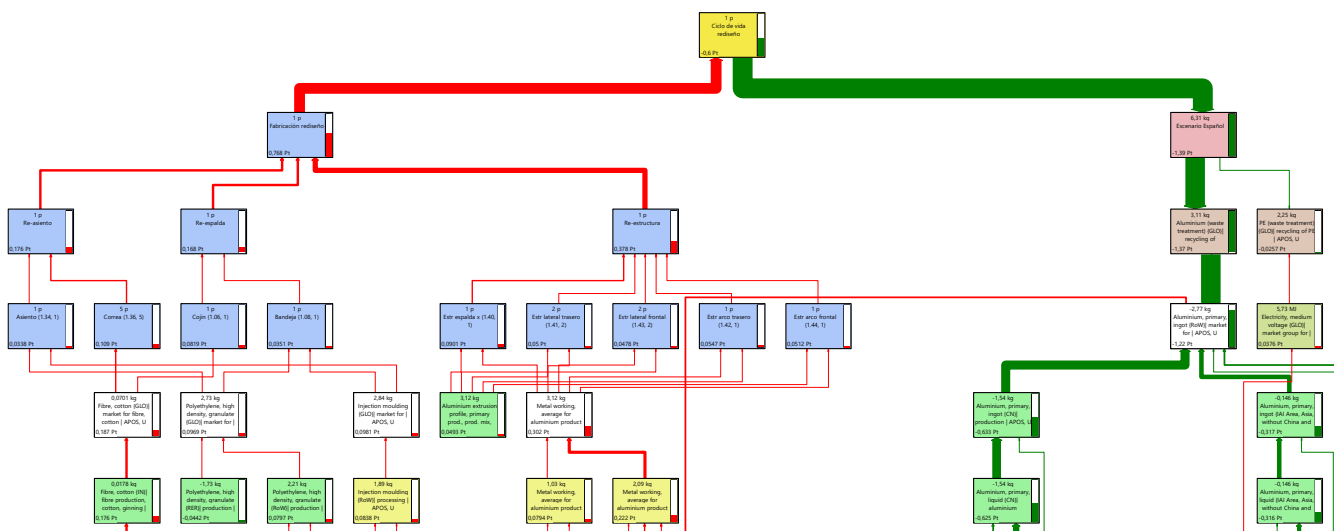 1 p
Ciclo de vida
rediseño
-0,6 Pt
1 p
Fabricación rediseño
0,768 Pt
6,31 kg
Escenario Español
-1,39 Pt
1 p
Re-asiento
0,176 Pt
1 p
Re-espalda
0,168 Pt
1 p
Re-estructura
0,378 Pt
3,11 kg
Aluminium (waste
treatment) {GLO}|
recycling of
-1,37 Pt
2,25 kg
PE (waste treatment)
{GLO}| recycling of PE
| APOS, U
-0,0257 Pt
1 p
Asiento (1.34, 1)
0,0338 Pt
5 p
Correa (1.36, 5)
0,109 Pt
1 p
Cojín (1.06, 1)
0,0819 Pt
1 p
Bandeja (1.08, 1)
0,0351 Pt
1 p
Estr espalda x (1.40,
1)
0,0901 Pt
2 p
Estr lateral trasero
(1.41, 2)
0,05 Pt
2 p
Estr lateral frontal
(1.43, 2)
0,0478 Pt
1 p
Estr arco trasero
(1.42, 1)
0,0547 Pt
1 p
Estr arco frontal
(1.44, 1)
0,0512 Pt
-2,77 kg
Aluminium, primary,
ingot {RoW}| market
for | APOS, U
-1,22 Pt
5,73 MJ
Electricity, medium
voltage {GLO}|
market group for |
0,0376 Pt
0,0701 kg
Fibre, cotton {GLO}|
market for fibre,
cotton | APOS, U
0,187 Pt
2,73 kg
Polyethylene, high
density, granulate
{GLO}| market for |
0,0969 Pt
2,84 kg
Injection moulding
{GLO}| market for |
APOS, U
0,0981 Pt
3,12 kg
Aluminium extrusion
profile, primary
prod., prod. mix,
0,0493 Pt
3,12 kg
Metal working,
average for
aluminium product
0,302 Pt
-1,54 kg
Aluminium, primary,
ingot {CN}|
production | APOS, U
-0,633 Pt
-0,146 kg
Aluminium, primary,
ingot {IAI Area, Asia,
without China and
-0,317 Pt
0,0178 kg
Fibre, cotton {IN}|
fibre production,
cotton, ginning |
0,176 Pt
-1,73 kg
Polyethylene, high
density, granulate
{RER}| production |
-0,0442 Pt
2,21 kg
Polyethylene, high
density, granulate
{RoW}| production |
0,0797 Pt
1,89 kg
Injection moulding
{RoW}| processing |
APOS, U
0,0838 Pt
1,03 kg
Metal working,
average for
aluminium product
0,0794 Pt
2,09 kg
Metal working,
average for
aluminium product
0,222 Pt
-1,54 kg
Aluminium, primary,
liquid {CN}|
aluminium
-0,625 Pt
-0,146 kg
Aluminium, primary,
liquid {IAI Area, Asia,
without China and
-0,316 Pt